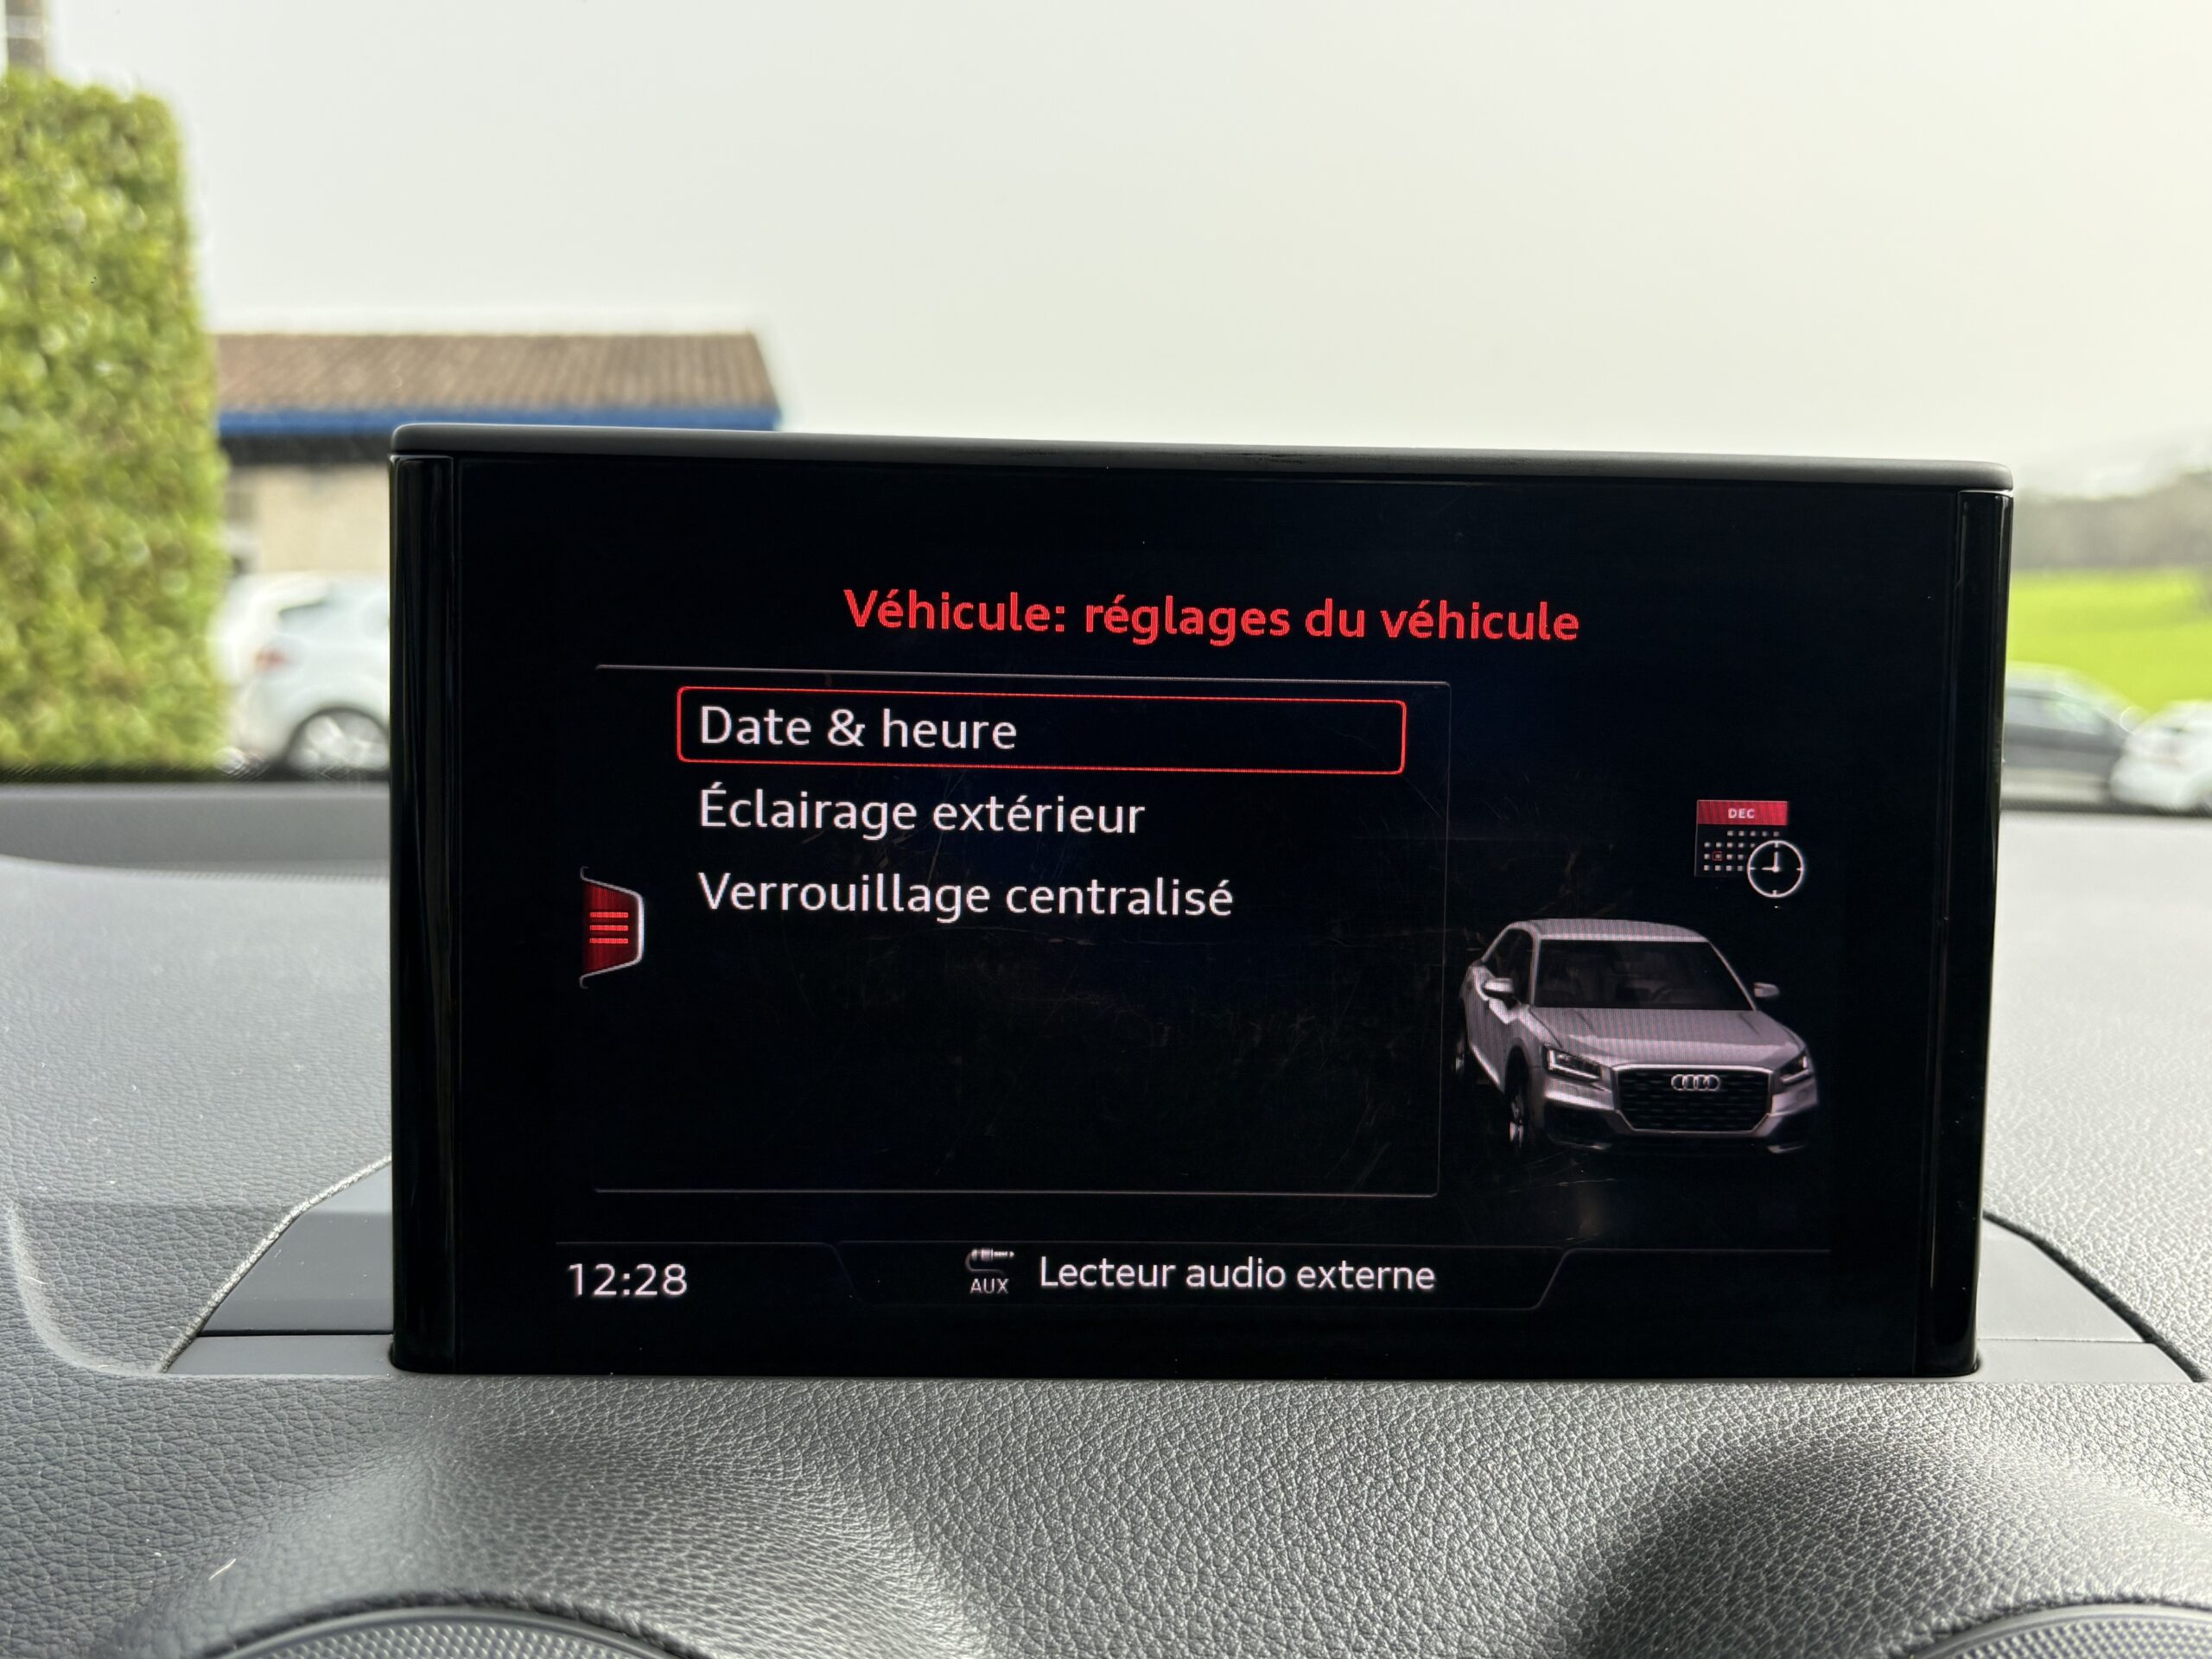 Véhicule: réglages du véhicule
Date & heure
Éclairage extérieur
Verrouillage centralisé
DEC
12:28
AUX
Lecteur audio externe